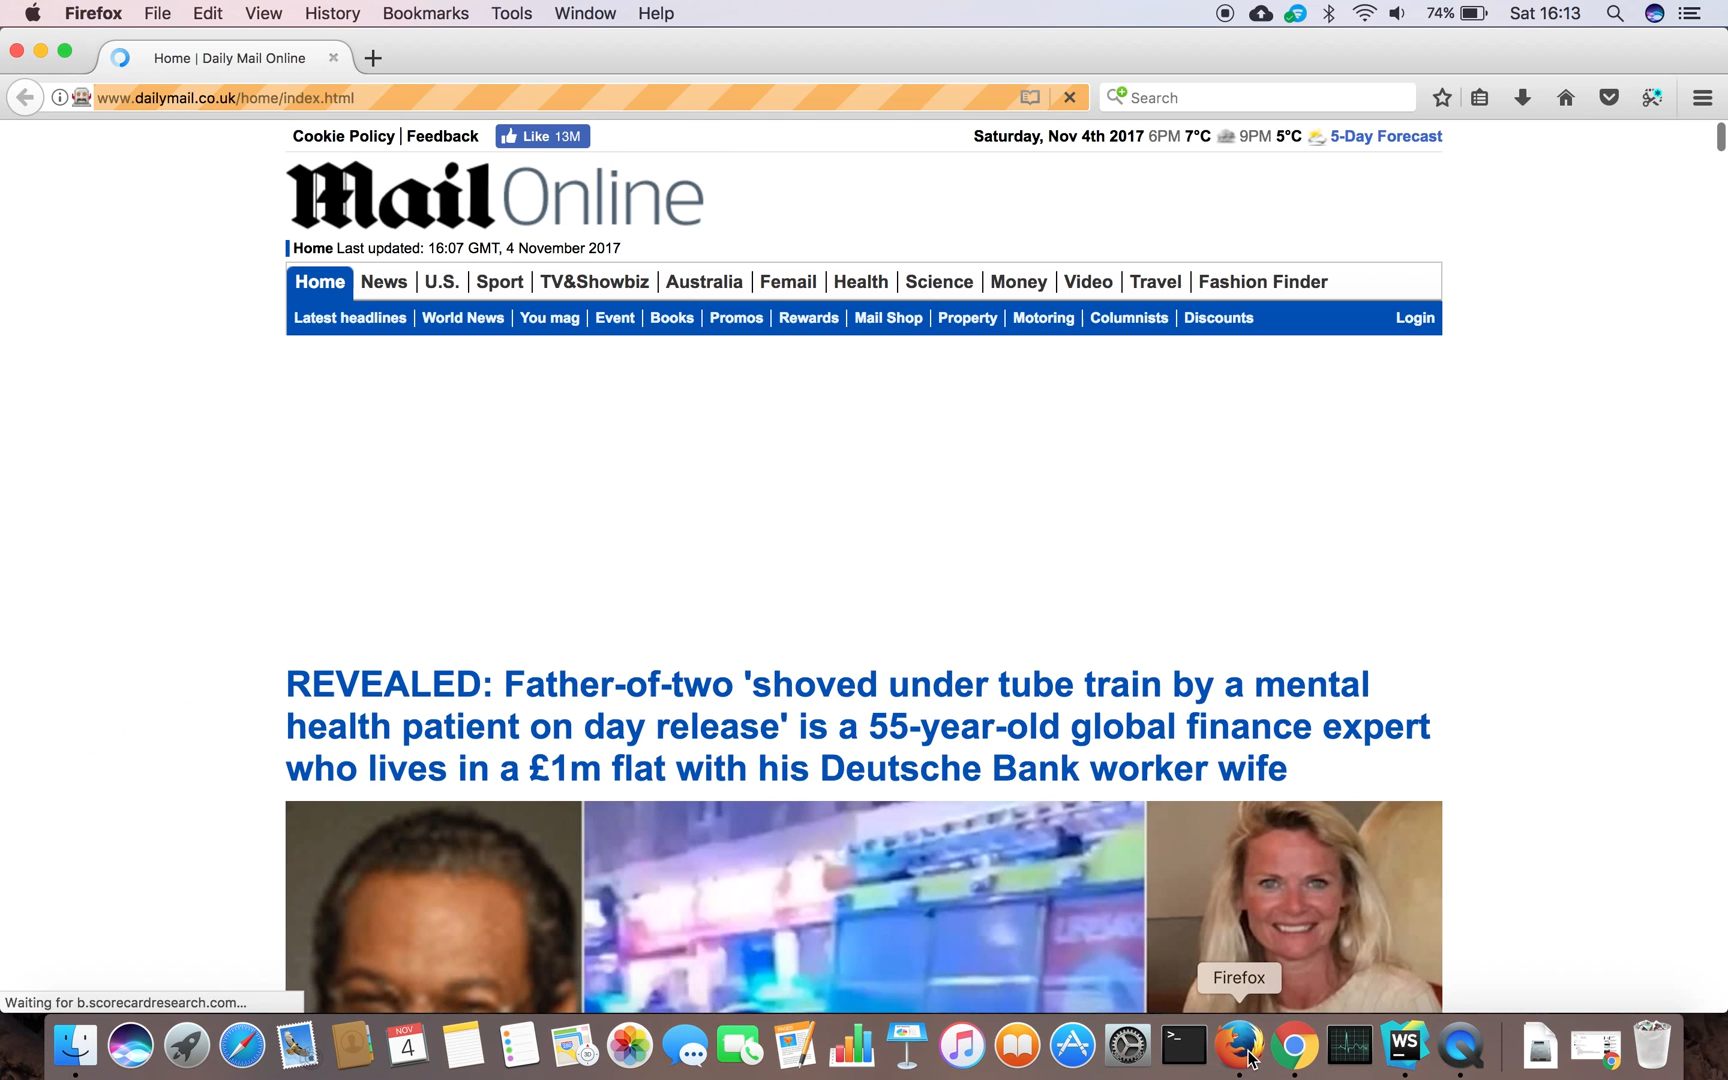 Firefox File Edit View History Bookmarks Tools Window Help 74% Sat 16:13
Home | Daily Mail Online
www.dailymail.co.uk/home/index.html Search
Cookie Policy | Feedback Like 13M Saturday, Nov 4th 2017 6PM 7°C 9PM 5°C 5-Day Forecast
Mail Online
Home Last updated: 16:07 GMT, 4 November 2017
Home News U.S. Sport TV&Showbiz Australia Femail Health Science Money Video Travel Fashion Finder
Latest headlines World News You mag Event Books Promos Rewards Mail Shop Property Motoring Columnists Discounts Login
REVEALED: Father-of-two 'shoved under tube train by a mental
health patient on day release' is a 55-year-old global finance expert
who lives in a £1m flat with his Deutsche Bank worker wife
Firefox
Waiting for b.scorecardresearch.com...
NOV
4
30
>_
WS